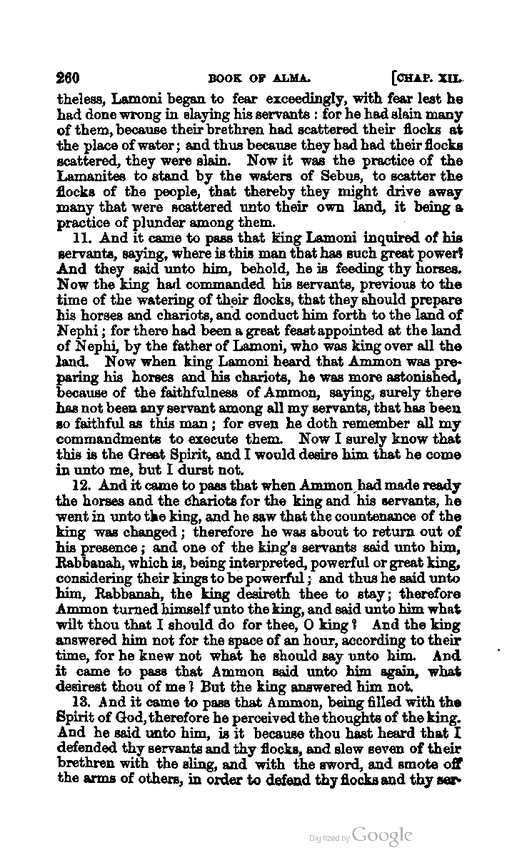 260 BOOK OF ALMA. [CHAP. XII.
theless, Lamoni began to fear exceedingly, with fear lest he
had done wrong in slaying his servants : for he had slain many
of them, because their brethren had scattered their flocks at
the place of water; and thus because they had had their flocks
scattered, they were slain. Now it was the practice of the
Lamanites to stand by the waters of Sebus, to scatter the
flocks of the people, that thereby they might drive away
many that were scattered unto their own land, it being a
practice of plunder among them.
11. And it came to pass that king Lamoni inquired of his
servants, saying, where is this man that has such great power?
And they said unto him, behold, he is feeding thy horses.
Now the king had commanded his servants, previous to the
time of the watering of their flocks, that they should prepare
his horses and chariots, and conduct him forth to the land of
Nephi ; for there had been a great feast appointed at the land
of Nephi, by the father of Lamoni, who was king over all the
land. Now when king Lamoni heard that Ammon was pre-
paring his horses and his chariots, he was more astonished,
because of the faithfulness of Ammon, saying, surely there
has not been any servant among all my servants, that has been
so faithful as this man ; for even he doth remember all my
commandments to execute them. Now I surely know that
this is the Great Spirit, and I would desire him that he come
in unto me, but I durst not.
12. And it came to pass that when Ammon had made ready
the horses and the chariots for the king and his servants, he
went in unto the king, and he saw that the countenance of the
king was changed ; therefore he was about to return out of
his presence ; and one of the king's servants said unto him,
Rabbanah, which is, being interpreted, powerful or great king,
considering their kings to be powerful ; and thus he said unto
him, Rabbanah, the king desireth thee to stay; therefore
Ammon turned himself unto the king, and said unto him what
wilt thou that I should do for thee, O king? And the king
answered him not for the space of an hour, according to their
time, for he knew not what he should say unto him. And
it came to pass that Ammon said unto him again, what
desirest thou of me? But the king answered him not.
13. And it came to pass that Ammon, being filled with the
Spirit of God, therefore he perceived the thoughts of the king.
And he said unto him, is it because thou hast heard that I
defended thy servants and thy flocks, and slew seven of their
brethren with the sling, and with the sword, and smote off
the arms of others, in order to defend thy flocks and thy ser-
Digitized by Google